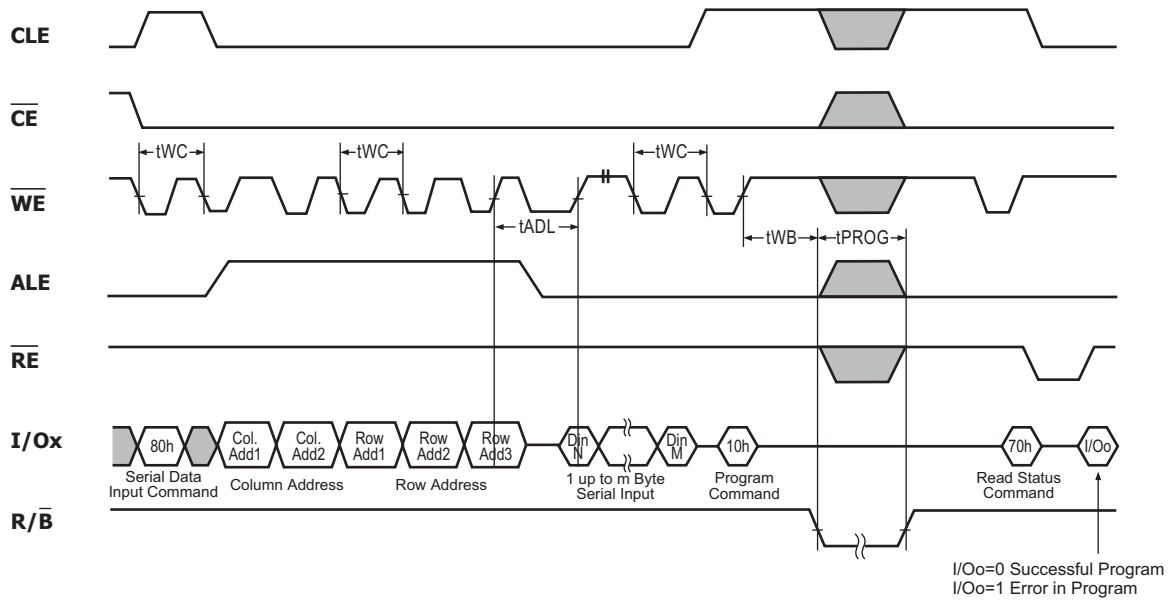 CLE
CE
tWC
tWC
tWC
WE
tADL
tWB
tPROG
ALE
RE
I/Ox
80h
Col.
Add1
Col.
Add2
Row
Add1
Row
Add2
Row
Add3
Din
N
Din
M
10h
70h
I/Oo
Serial Data
Input Command
Column Address
Row Address
1 up to m Byte
Serial Input
Program
Command
Read Status
Command
R/B̅
I/Oo=0 Successful Program
I/Oo=1 Error in Program